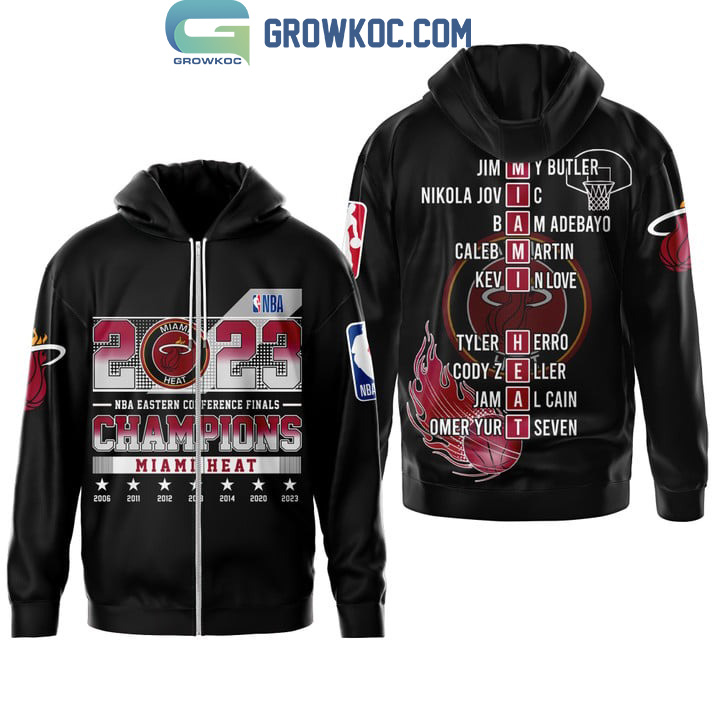 GROWKOC
GROWKOC.COM
NBA
2023
MIAMI
HEAT
NBA EASTERN CONFERENCE FINALS
CHAMPIONS
MIAMI HEAT
2006 2011 2012 2013 2014 2020 2023
NBA
JIMMY BUTLER
NIKOLA JOVIC
BAM ADEBAYO
CALEB MARTIN
KEVIN LOVE
TYLER HERRO
CODY ZELLER
JAMAL CAIN
OMER YURTSEVEN